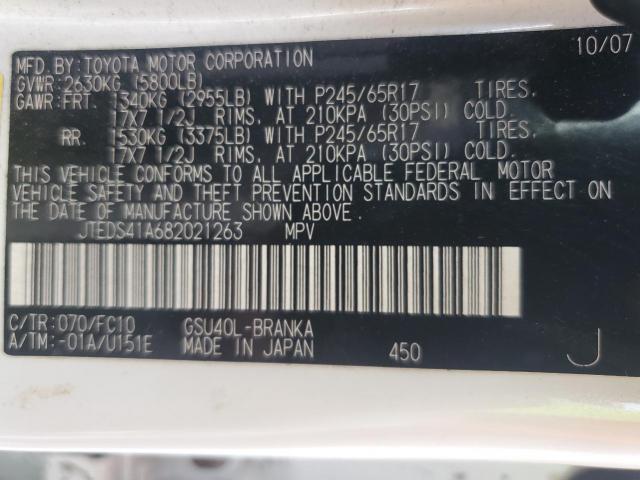 MFD. BY: TOYOTA MOTOR CORPORATION 10/07
GVWR: 2630KG (5800LB)
GAWR: FRT. 1340KG (2955LB) WITH P245/65R17 TIRES,
17X7 1/2J RIMS, AT 210KPA (30PSI) COLD.
RR. 1530KG (3375LB) WITH P245/65R17 TIRES,
17X7 1/2J RIMS, AT 210KPA (30PSI) COLD.
THIS VEHICLE CONFORMS TO ALL APPLICABLE FEDERAL MOTOR
VEHICLE SAFETY AND THEFT PREVENTION STANDARDS IN EFFECT ON
THE DATE OF MANUFACTURE SHOWN ABOVE.
JTEDS41A682021263 MPV
C/TR: 070/FC10 GSU40L-BRANKA
A/TM: -01A/U151E MADE IN JAPAN 450 J